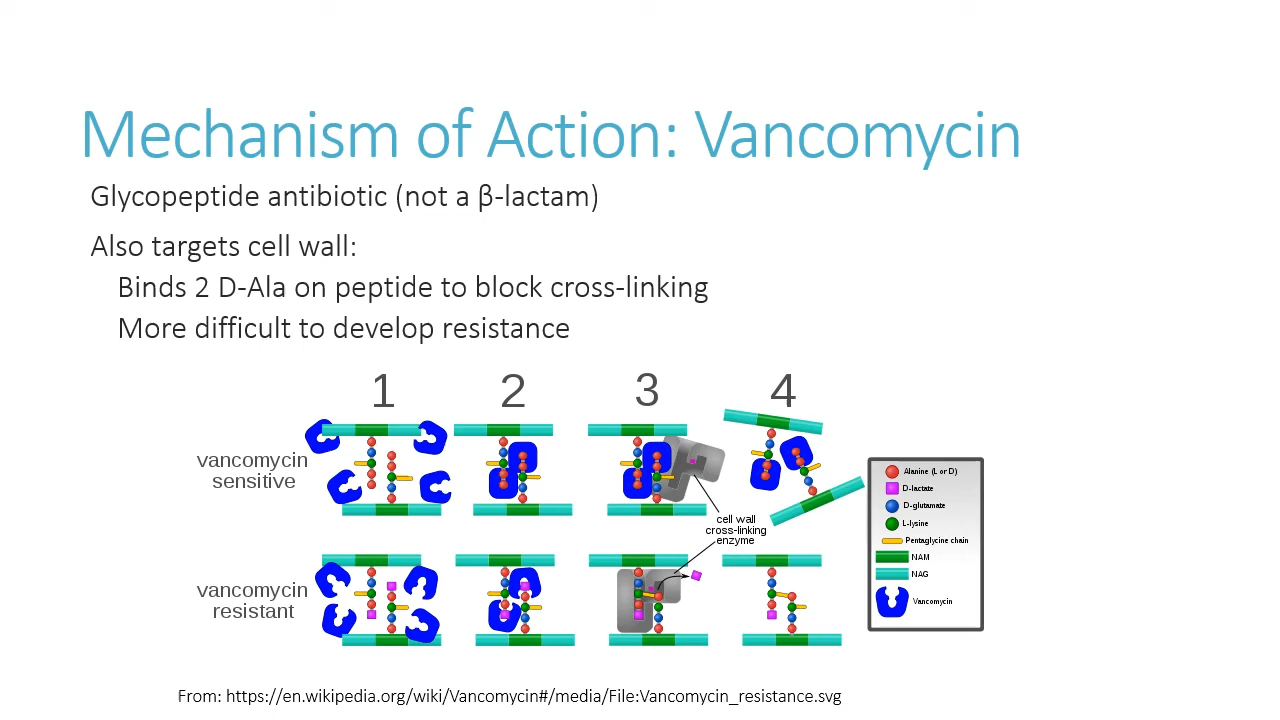 Mechanism of Action: Vancomycin
Glycopeptide antibiotic (not a β-lactam)
Also targets cell wall:
Binds 2 D-Ala on peptide to block cross-linking
More difficult to develop resistance
1 2 3 4
vancomycin
sensitive
cell wall
cross-linking
enzyme
vancomycin
resistant
Alanine (L or D)
D-lactate
D-glutamate
L-lysine
Pentaglycine chain
NAM
NAG
Vancomycin
From: https://en.wikipedia.org/wiki/Vancomycin#/media/File:Vancomycin_resistance.svg